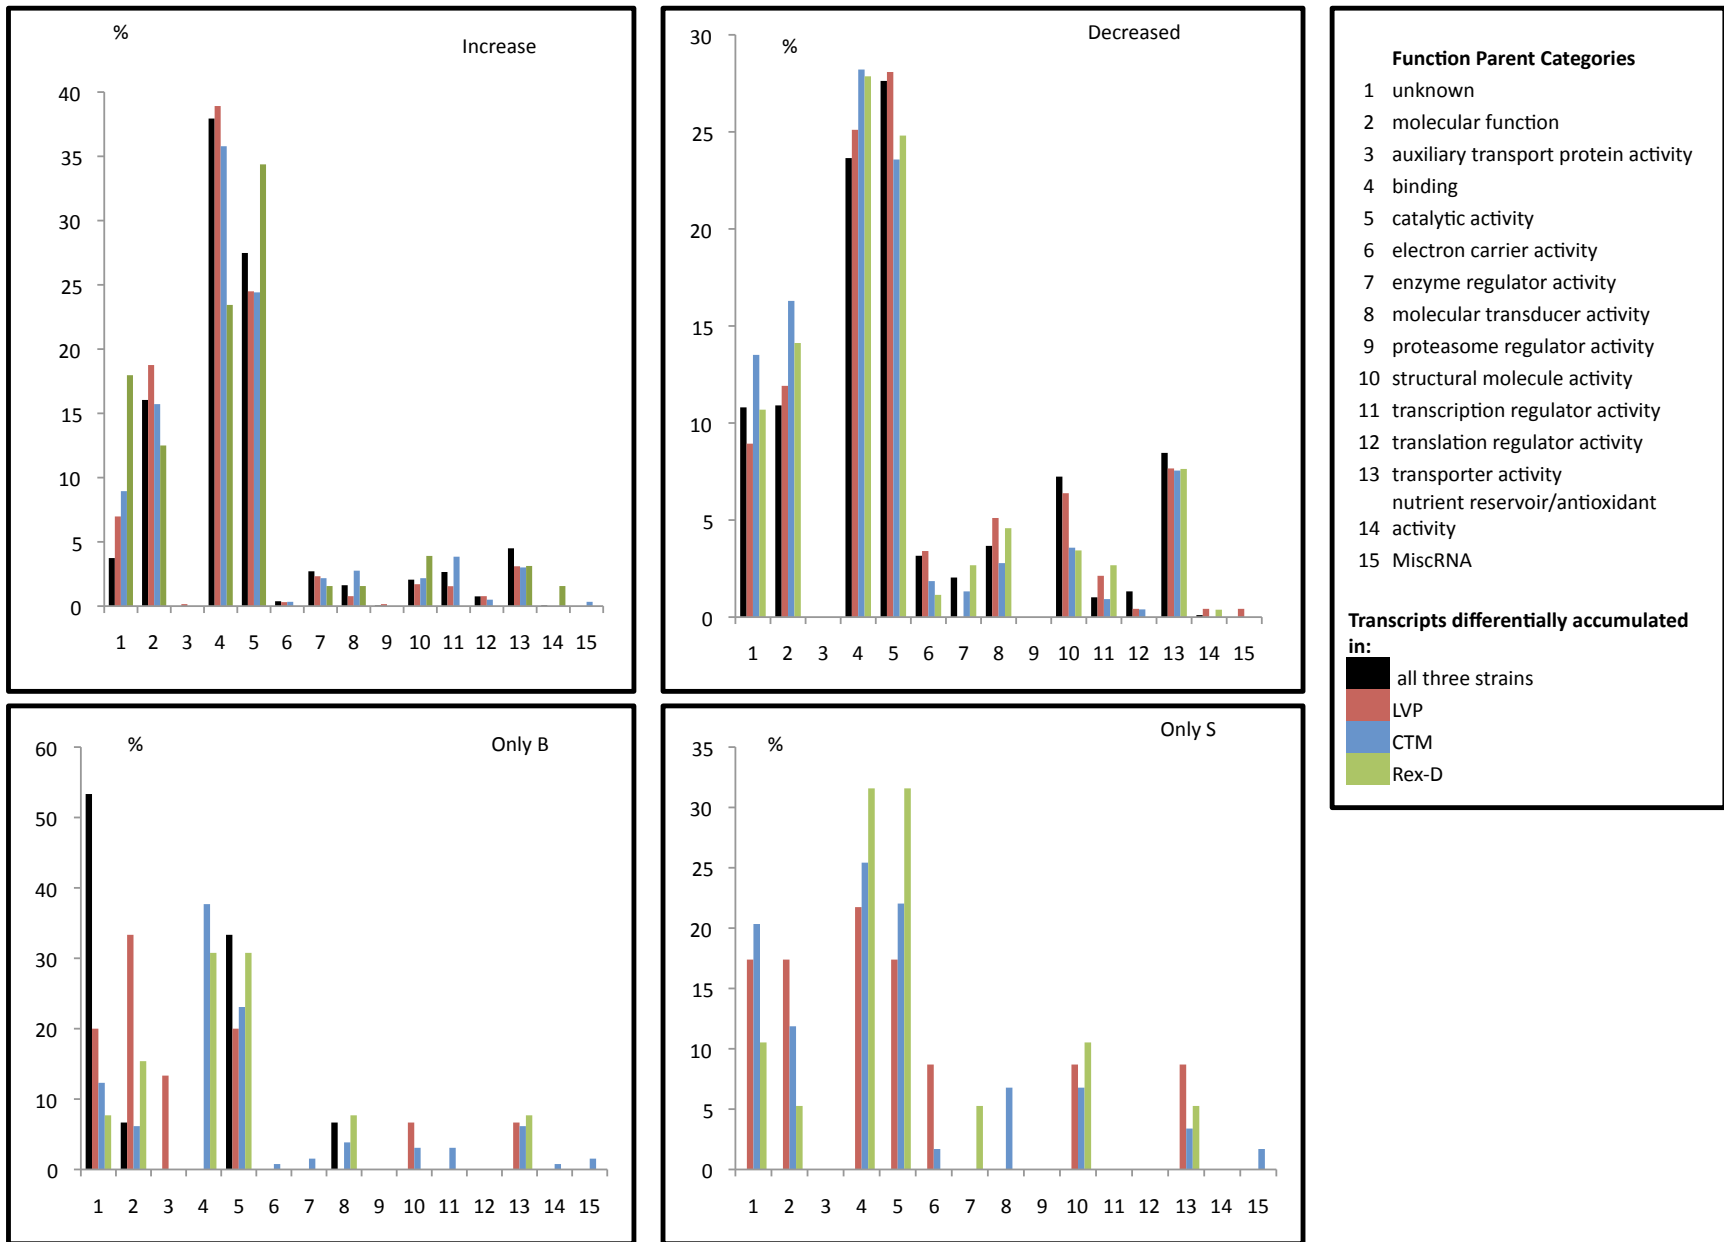 %
Increase
40
35
30
25
20
15
10
5
0
1 2 3 4 5 6 7 8 9 10 11 12 13 14 15
%
Decreased
30
25
20
15
10
5
0
1 2 3 4 5 6 7 8 9 10 11 12 13 14 15
Function Parent Categories
1 unknown
2 molecular function
3 auxiliary transport protein activity
4 binding
5 catalytic activity
6 electron carrier activity
7 enzyme regulator activity
8 molecular transducer activity
9 proteasome regulator activity
10 structural molecule activity
11 transcription regulator activity
12 translation regulator activity
13 transporter activity
nutrient reservoir/antioxidant
14 activity
15 MiscRNA
Transcripts differentially accumulated
in:
all three strains
LVP
CTM
Rex-D
%
Only B
60
50
40
30
20
10
0
1 2 3 4 5 6 7 8 9 10 11 12 13 14 15
%
Only S
35
30
25
20
15
10
5
0
1 2 3 4 5 6 7 8 9 10 11 12 13 14 15